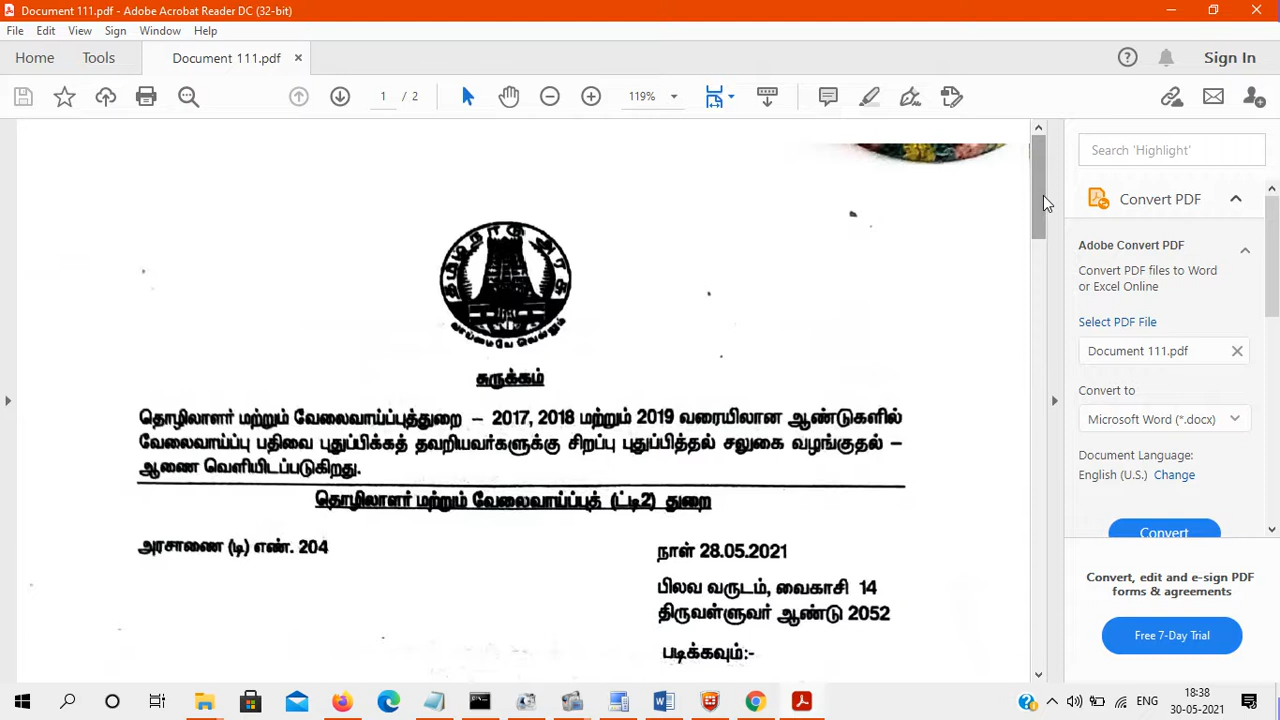 Document 111.pdf - Adobe Acrobat Reader DC (32-bit)
File Edit View Sign Window Help
Home Tools Document 111.pdf Sign In
1 / 2 119%
Search 'Highlight'
Convert PDF
Adobe Convert PDF
Convert PDF files to Word
or Excel Online
Select PDF File
Document 111.pdf
Convert to
Microsoft Word (*.docx)
Document Language:
English (U.S.) Change
Convert
Convert, edit and e-sign PDF
forms & agreements
Free 7-Day Trial
தமிழ்நாடு அரசு
வாய்மையே வெல்லும்
சுருக்கம்
தொழிலாளர் மற்றும் வேலைவாய்ப்புத்துறை – 2017, 2018 மற்றும் 2019 வரையிலான ஆண்டுகளில்
வேலைவாய்ப்பு பதிவை புதுப்பிக்கத் தவறியவர்களுக்கு சிறப்பு புதுப்பித்தல் சலுகை வழங்குதல் –
ஆணை வெளியிடப்படுகிறது.
தொழிலாளர் மற்றும் வேலைவாய்ப்புத் (ட்டி2) துறை
அரசாணை (டி) எண். 204
நாள் 28.05.2021
பிலவ வருடம், வைகாசி 14
திருவள்ளுவர் ஆண்டு 2052
படிக்கவும்:-
ENG
8:38
30-05-2021